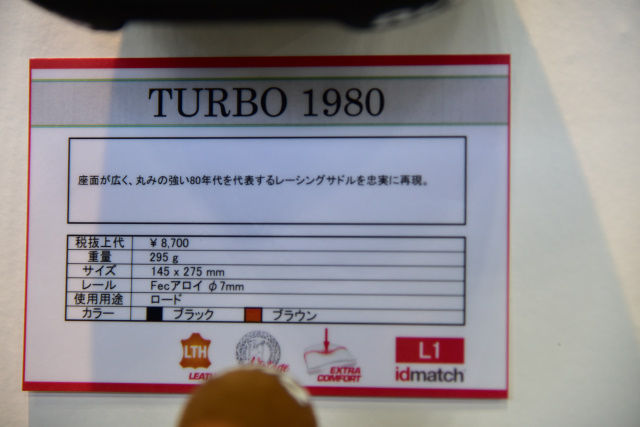 TURBO 1980
座面が広く、丸みの強い80年代を代表するレーシングサドルを忠実に再現。
税抜上代 ¥ 8,700
重量 295 g
サイズ 145 x 275 mm
レール Fecアロイ φ7mm
使用用途 ロード
カラー ブラック ブラウン
LTH
EXTRA
COMFORT
L1
idmatch